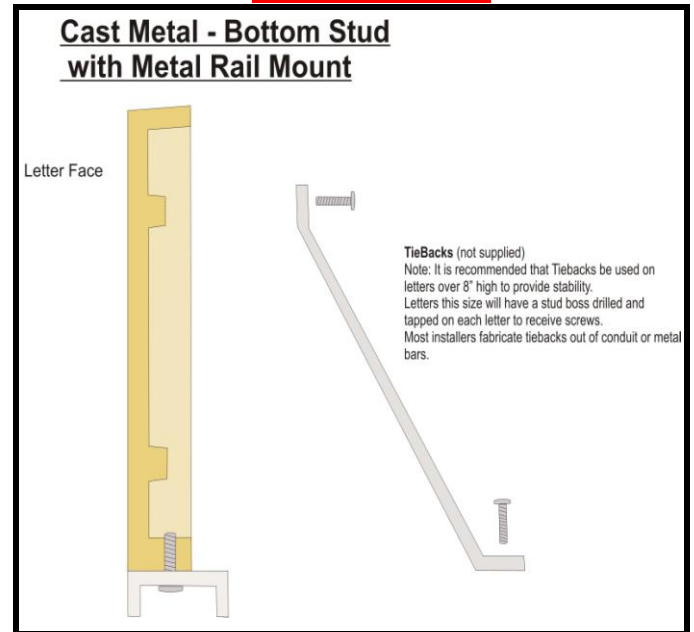 Cast Metal - Bottom Stud
with Metal Rail Mount
Letter Face
TieBacks (not supplied)
Note: It is recommended that Tiebacks be used on
letters over 8" high to provide stability.
Letters this size will have a stud boss drilled and
tapped on each letter to receive screws.
Most installers fabricate tiebacks out of conduit or metal
bars.